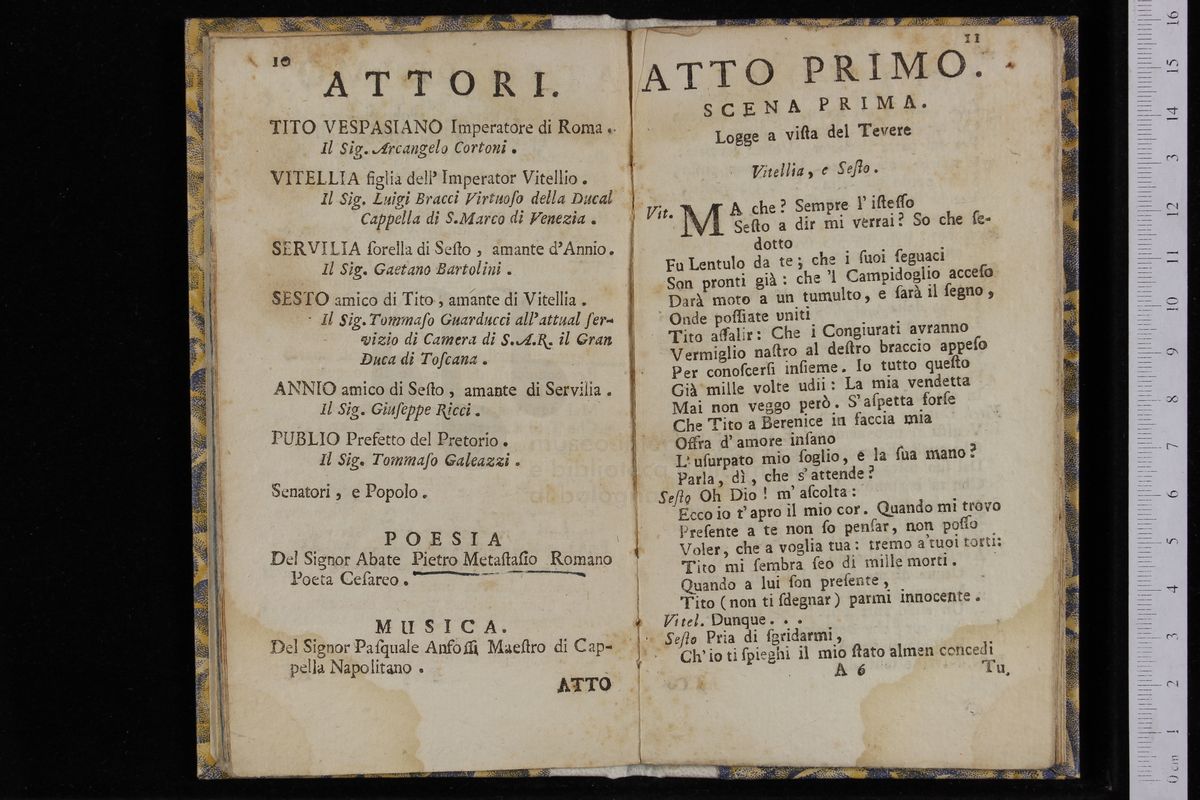 10
ATTORI.
TITO VESPASIANO Imperatore di Roma.
Il Sig. Arcangelo Cortoni.
VITELLIA figlia dell' Imperator Vitellio.
Il Sig. Luigi Bracci Virtuoſo della Ducal
Cappella di S. Marco di Venezia.
SERVILIA ſorella di Seſto, amante d'Annio.
Il Sig. Gaetano Bartolini.
SESTO amico di Tito, amante di Vitellia.
Il Sig. Tommaſo Guarducci all'attual ſer-
vizio di Camera di S.A.R. il Gran
Duca di Toſcana.
ANNIO amico di Seſto, amante di Servilia.
Il Sig. Giuſeppe Ricci.
PUBLIO Prefetto del Pretorio.
Il Sig. Tommaſo Galeazzi.
Senatori, e Popolo.
POESIA
Del Signor Abate Pietro Metaſtaſio Romano
Poeta Ceſareo.
MUSICA.
Del Signor Paſquale Anfoſſi Maeſtro di Cap-
pella Napolitano.
ATTO
11
ATTO PRIMO.
SCENA PRIMA.
Logge a viſta del Tevere
Vitellia, e Seſto.
Vit. MA che? Sempre l'iſteſſo
Seſto a dir mi verrai? So che ſe-
dotto
Fu Lentulo da te; che i ſuoi ſeguaci
Son pronti già: che 'l Campidoglio acceſo
Darà moto a un tumulto, e ſarà il ſegno,
Onde poſſiate uniti
Tito aſſalir: Che i Congiurati avranno
Vermiglio naſtro al deſtro braccio appeſo
Per conoſcerſi inſieme. Io tutto queſto
Già mille volte udii: La mia vendetta
Mai non veggo però. S'aſpetta forſe
Che Tito a Berenice in faccia mia
Offra d'amore inſano
L'uſurpato mio ſoglio, e la ſua mano?
Parla, dì, che s'attende?
Seſto Oh Dio! m'aſcolta:
Ecco io t'apro il mio cor. Quando mi trovo
Preſente a te non ſo penſar, non poſſo
Voler, che a voglia tua: tremo a'tuoi torti:
Tito mi ſembra ſeo di mille morti.
Quando a lui ſon preſente,
Tito (non ti ſdegnar) parmi innocente.
Vitel. Dunque...
Seſto Pria di ſgridarmi,
Ch'io ti ſpieghi il mio ſtato almen concedi
A 6 Tu.